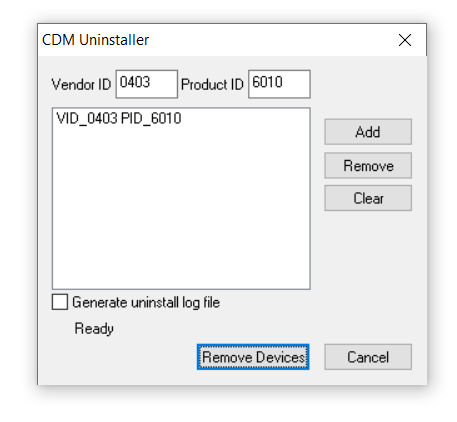 CDM Uninstaller
Vendor ID 0403 Product ID 6010
VID_0403 PID_6010
Add
Remove
Clear
Generate uninstall log file
Ready
Remove Devices Cancel